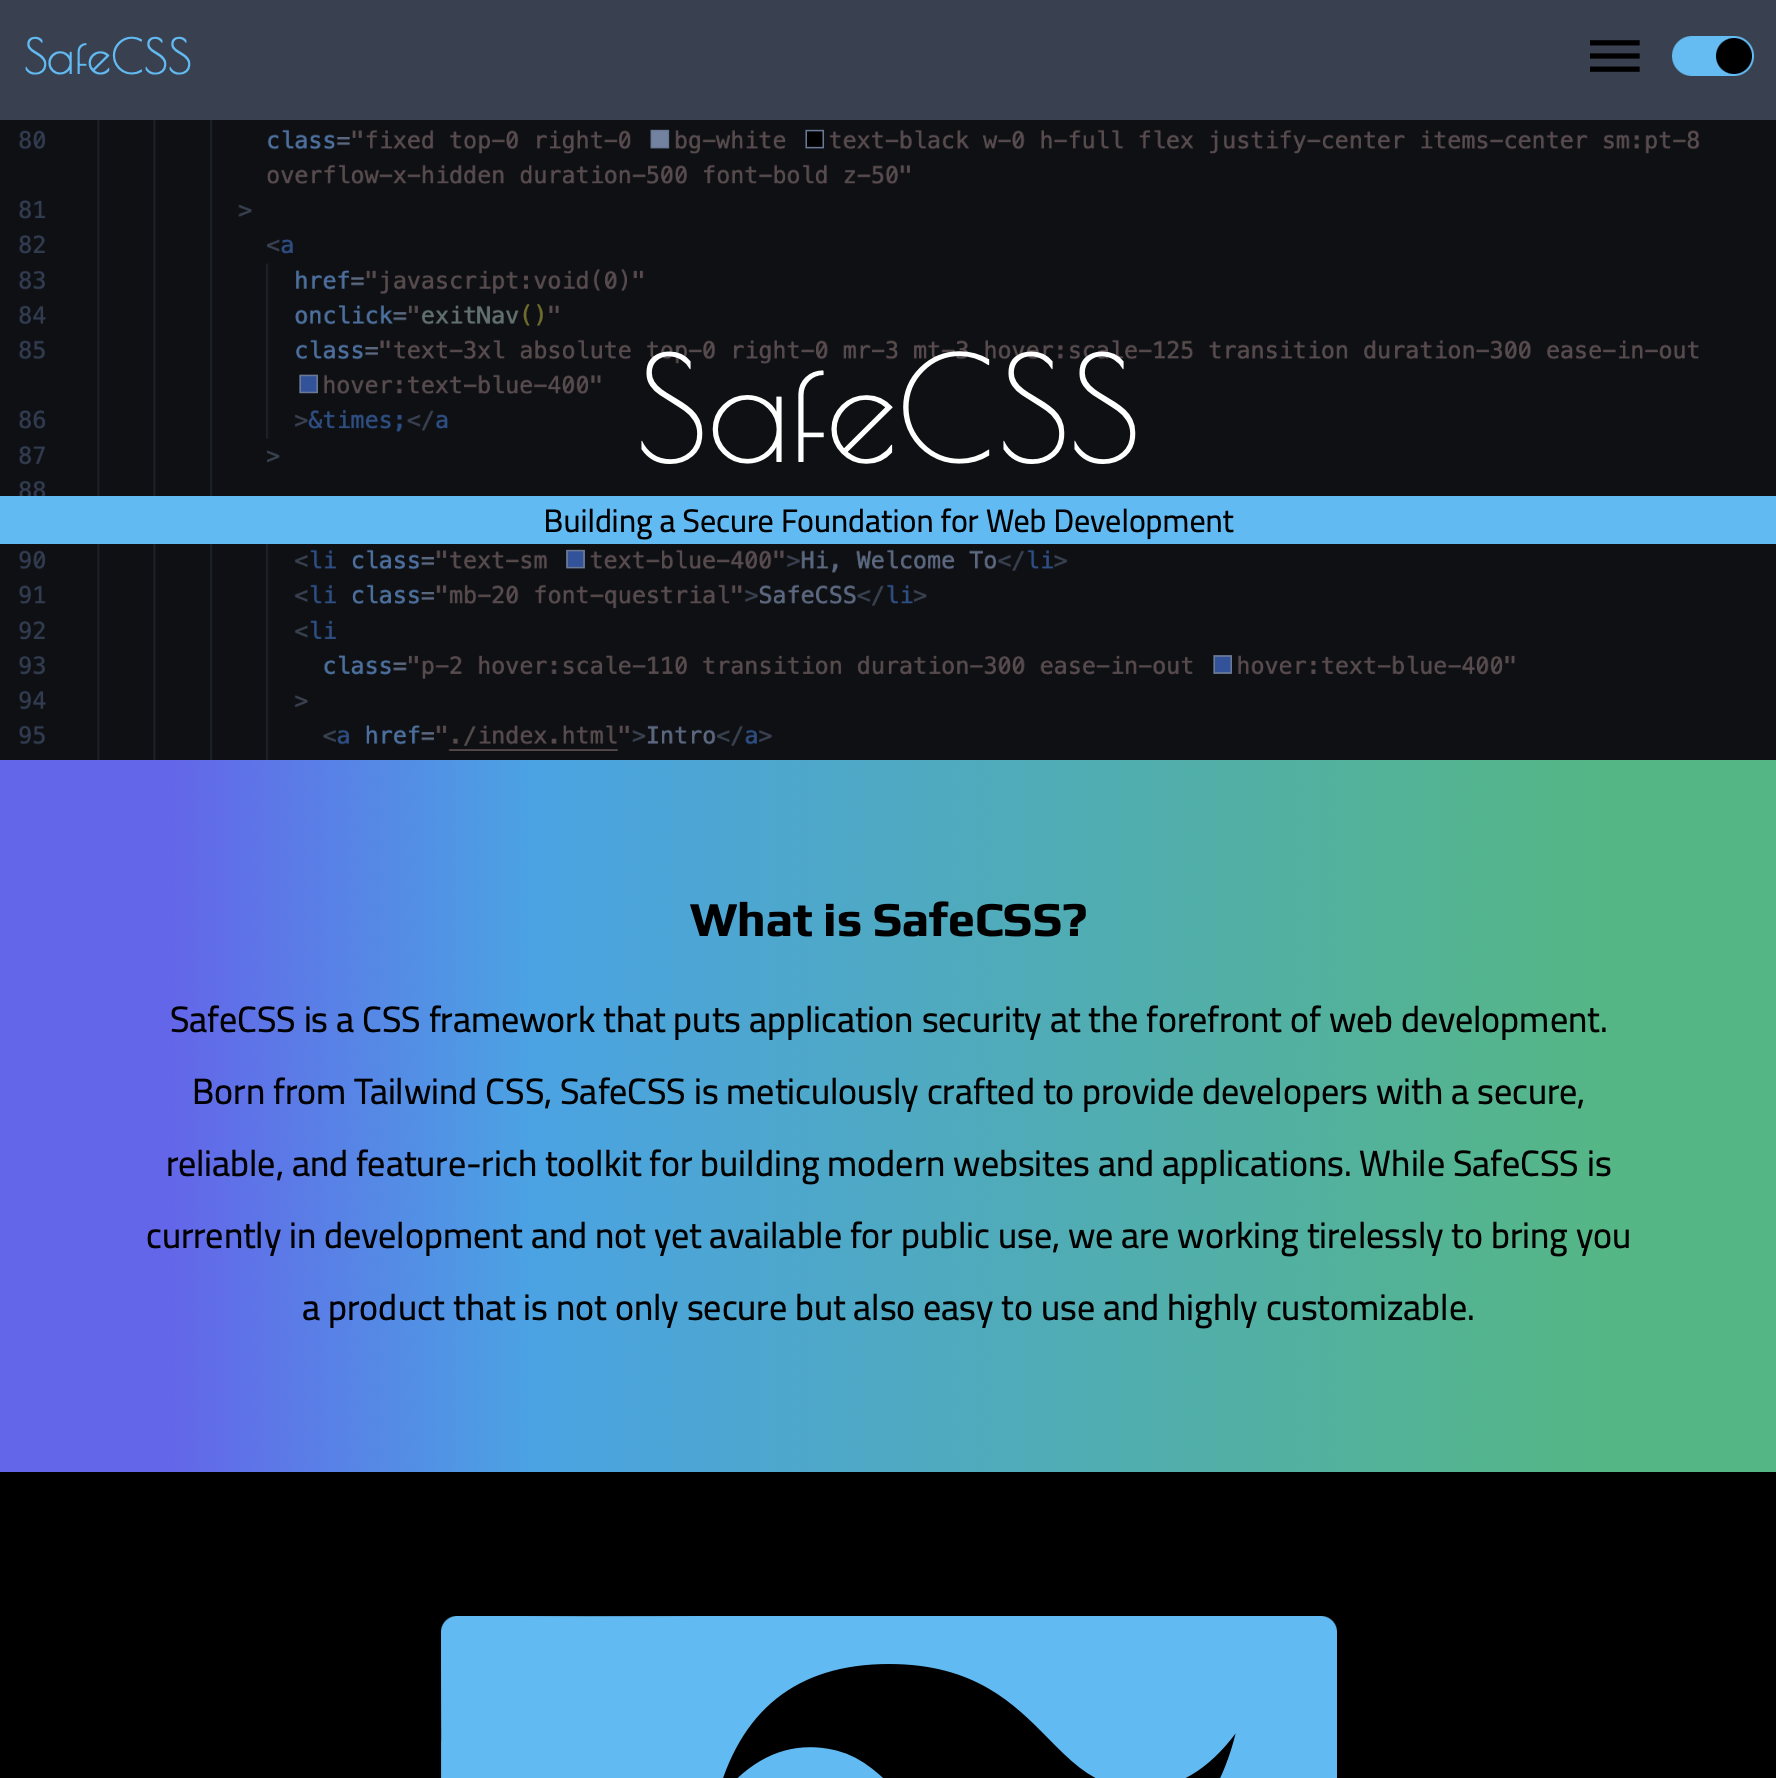 SafeCSS
80 class="fixed top-0 right-0 bg-white text-black w-0 h-full flex justify-center items-center sm:pt-8
overflow-x-hidden duration-500 font-bold z-50"
81 >
82 <a
83 href="javascript:void(0)"
84 onclick="exitNav()"
85 class="text-3xl absolute top-0 right-0 mr-3 mt-3 hover:scale-125 transition duration-300 ease-in-out
hover:text-blue-400"
SafeCSS
86 >&times;</a
87 >
88
Building a Secure Foundation for Web Development
90 <li class="text-sm text-blue-400">Hi, Welcome To</li>
91 <li class="mb-20 font-questrial">SafeCSS</li>
92 <li
93 class="p-2 hover:scale-110 transition duration-300 ease-in-out hover:text-blue-400"
94 >
95 <a href="./index.html">Intro</a>
What is SafeCSS?
SafeCSS is a CSS framework that puts application security at the forefront of web development.
Born from Tailwind CSS, SafeCSS is meticulously crafted to provide developers with a secure,
reliable, and feature-rich toolkit for building modern websites and applications. While SafeCSS is
currently in development and not yet available for public use, we are working tirelessly to bring you
a product that is not only secure but also easy to use and highly customizable.